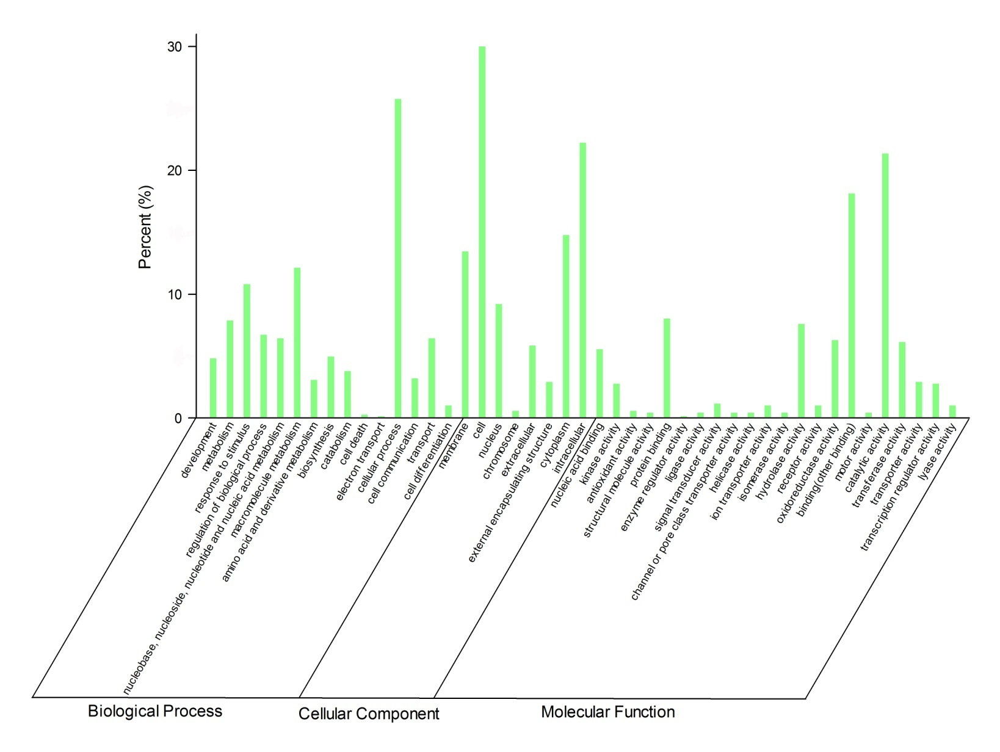 30
20
10
0
Percent (%)
development
metabolism
response to stimulus
regulation of biological process
nucleobase, nucleoside, nucleotide and nucleic acid metabolism
macromolecule metabolism
amino acid and derivative metabolism
biosynthesis
catabolism
cell death
electron transport
cellular process
cell communication
transport
cell differentiation
membrane
cell
nucleus
chromosome
extracellular
external encapsulating structure
cytoplasm
intracellular
nucleic acid binding
kinase activity
antioxidant activity
structural molecule activity
protein binding
enzyme regulator activity
ligase activity
signal transducer activity
channel or pore class transporter activity
helicase activity
ion transporter activity
isomerase activity
hydrolase activity
receptor activity
oxidoreductase activity
binding(other binding)
motor activity
catalytic activity
transferase activity
transporter activity
transcription regulator activity
lyase activity
Biological Process
Cellular Component
Molecular Function